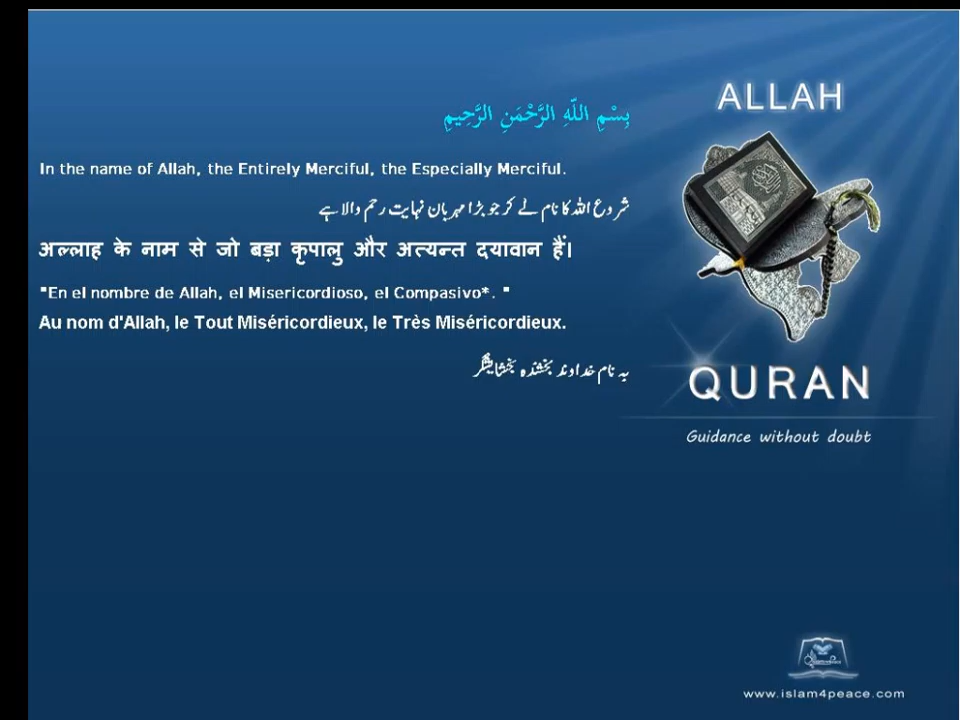 بِسْمِ اللَّهِ الرَّحْمَنِ الرَّحِيمِ
In the name of Allah, the Entirely Merciful, the Especially Merciful.
شروع الله کا نام لے کر جو بڑا مہربان نہایت رحم والا ہے
अल्लाह के नाम से जो बड़ा कृपालु और अत्यन्त दयावान हैं।
"En el nombre de Allah, el Misericordioso, el Compasivo*. "
Au nom d'Allah, le Tout Miséricordieux, le Très Miséricordieux.
به نام خداوند بخشنده بخشایشگر
ALLAH
QURAN
Guidance without doubt
www.islam4peace.com